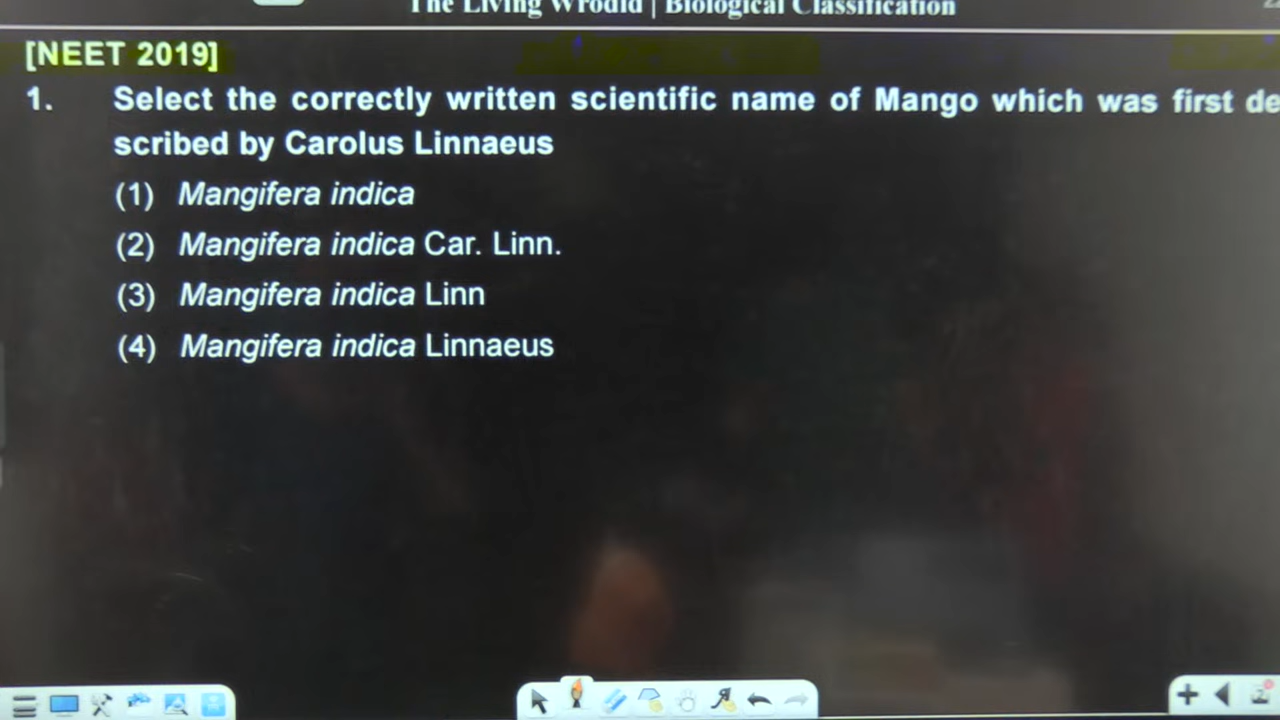 The Living Wrodld | Biological Classification
[NEET 2019]
1. Select the correctly written scientific name of Mango which was first de
scribed by Carolus Linnaeus
(1) Mangifera indica
(2) Mangifera indica Car. Linn.
(3) Mangifera indica Linn
(4) Mangifera indica Linnaeus